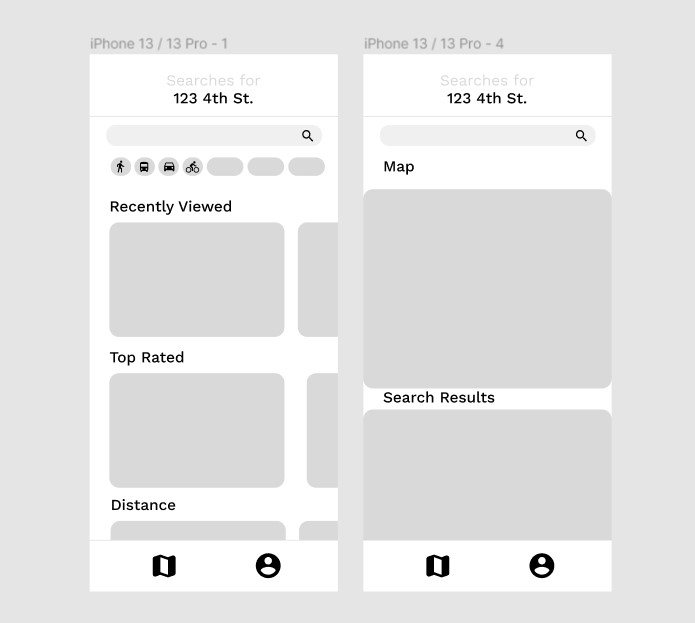 iPhone 13 / 13 Pro - 1
Searches for
123 4th St.
Recently Viewed
Top Rated
Distance
iPhone 13 / 13 Pro - 4
Searches for
123 4th St.
Map
Search Results